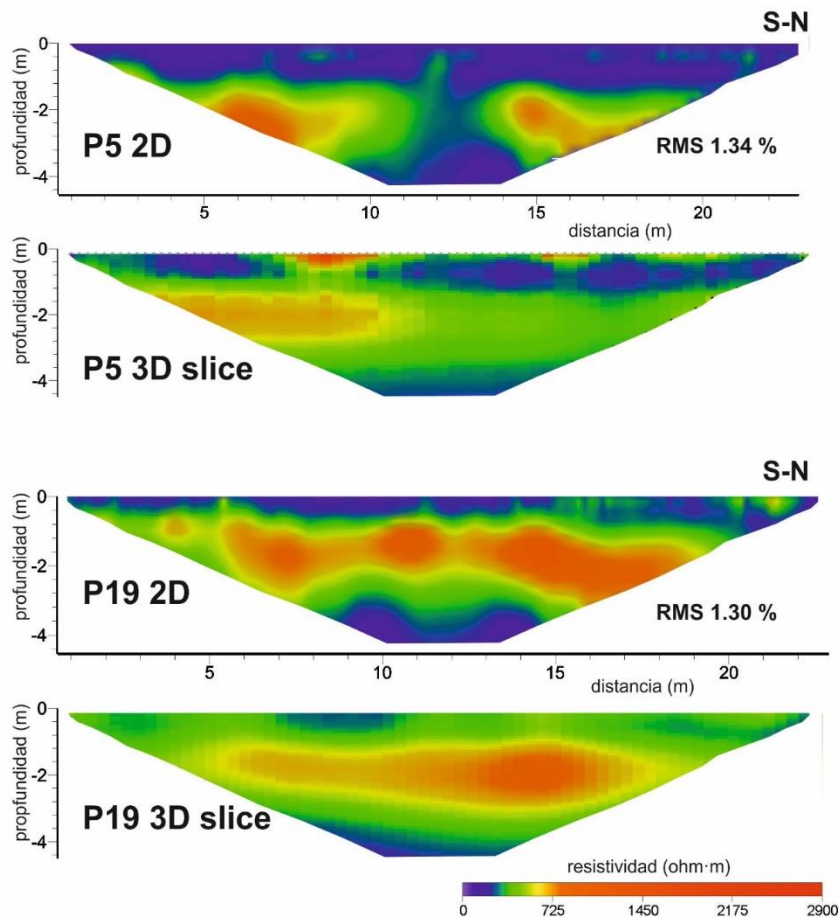 S-N
profundidad (m)
0
-2
-4
P5 2D
RMS 1.34 %
5 10 15 20
distancia (m)
profundidad (m)
0
-2
-4
P5 3D slice
S-N
profundidad (m)
0
-2
-4
P19 2D
RMS 1.30 %
5 10 15 20
distancia (m)
propfundidad (m)
0
-2
-4
P19 3D slice
resistividad (ohm·m)
0 725 1450 2175 2900